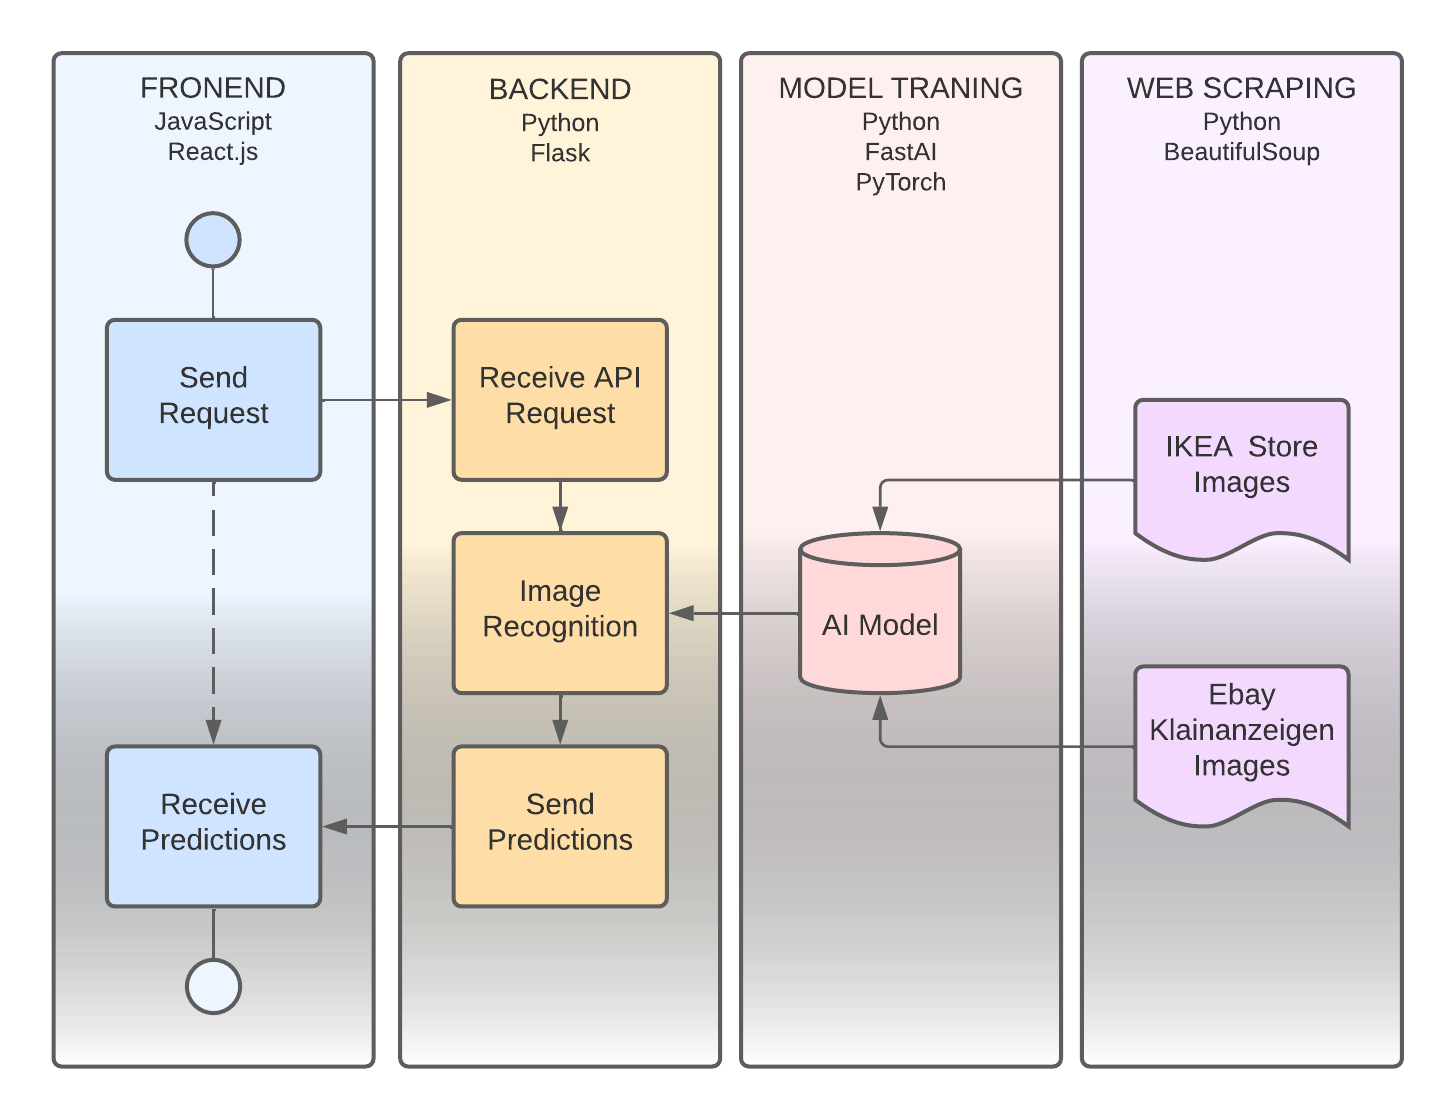 FRONEND
JavaScript
React.js
BACKEND
Python
Flask
MODEL TRANING
Python
FastAI
PyTorch
WEB SCRAPING
Python
BeautifulSoup
Send
Request
Receive API
Request
IKEA  Store
Images
Image
Recognition
AI Model
Ebay
Klainanzeigen
Images
Receive
Predictions
Send
Predictions